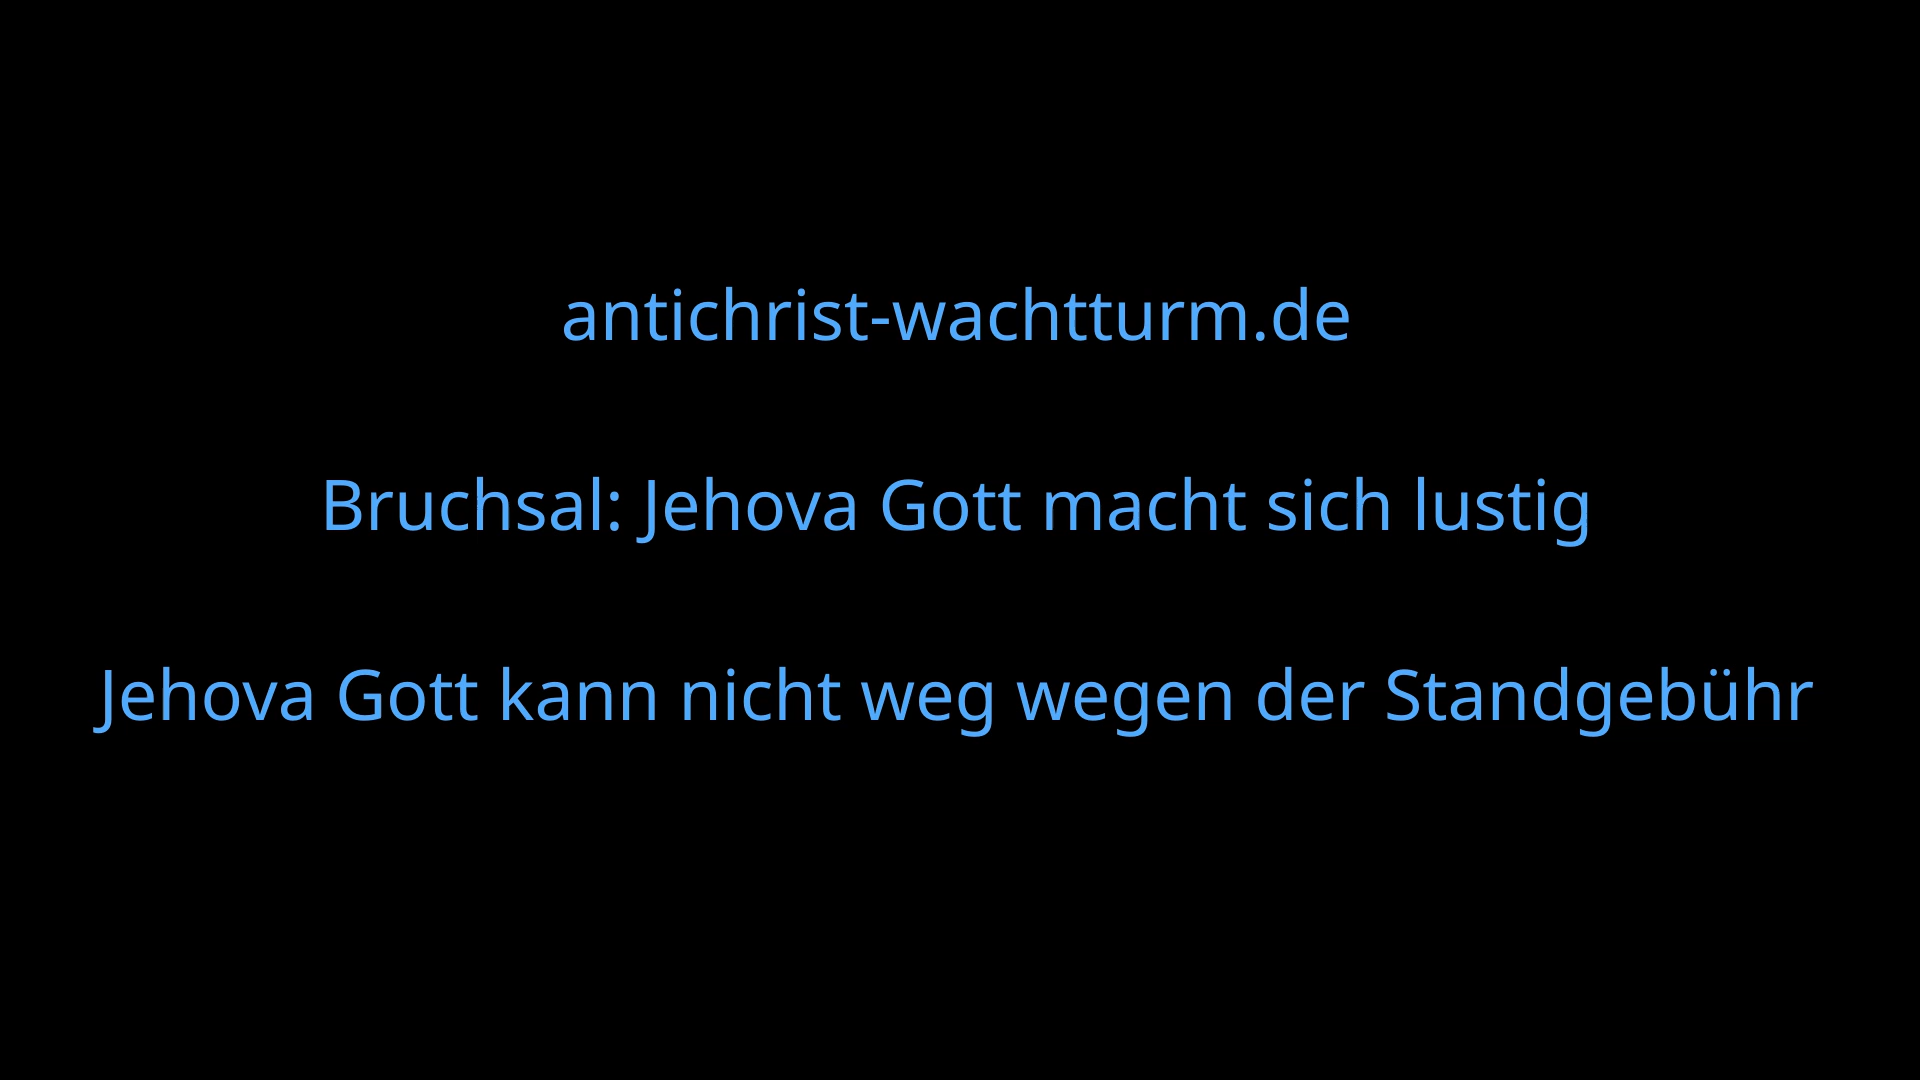 antichrist-wachtturm.de
Bruchsal: Jehova Gott macht sich lustig
Jehova Gott kann nicht weg wegen der Standgebühr